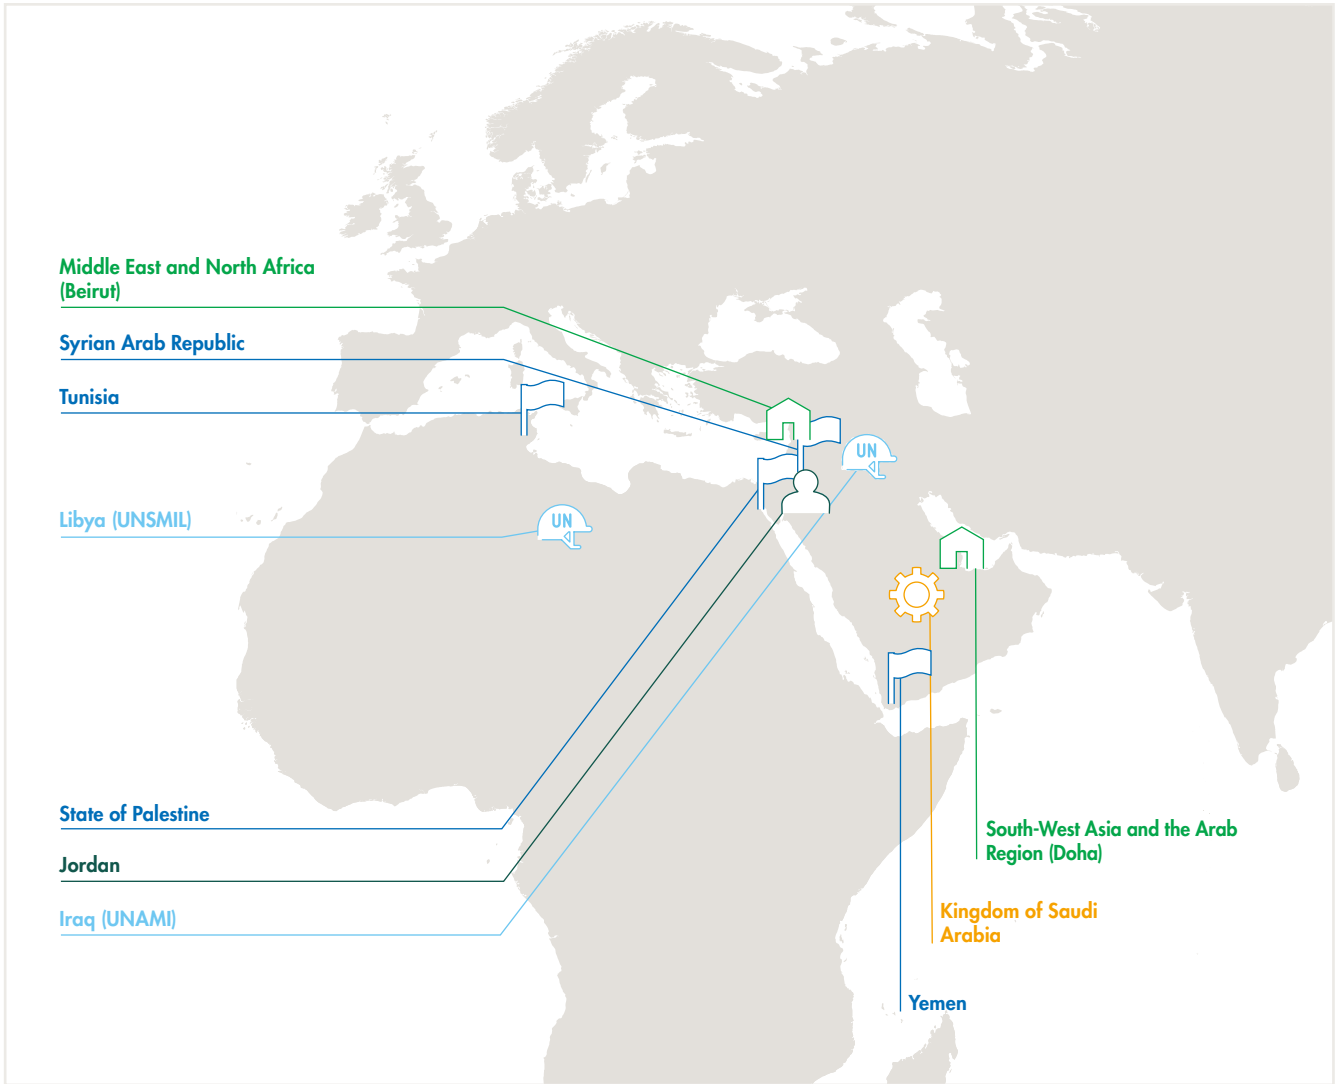 Middle East and North Africa
(Beirut)
Syrian Arab Republic
Tunisia
UN
Libya (UNSMIL)
UN
State of Palestine
Jordan
Iraq (UNAMI)
South-West Asia and the Arab
Region (Doha)
Kingdom of Saudi
Arabia
Yemen